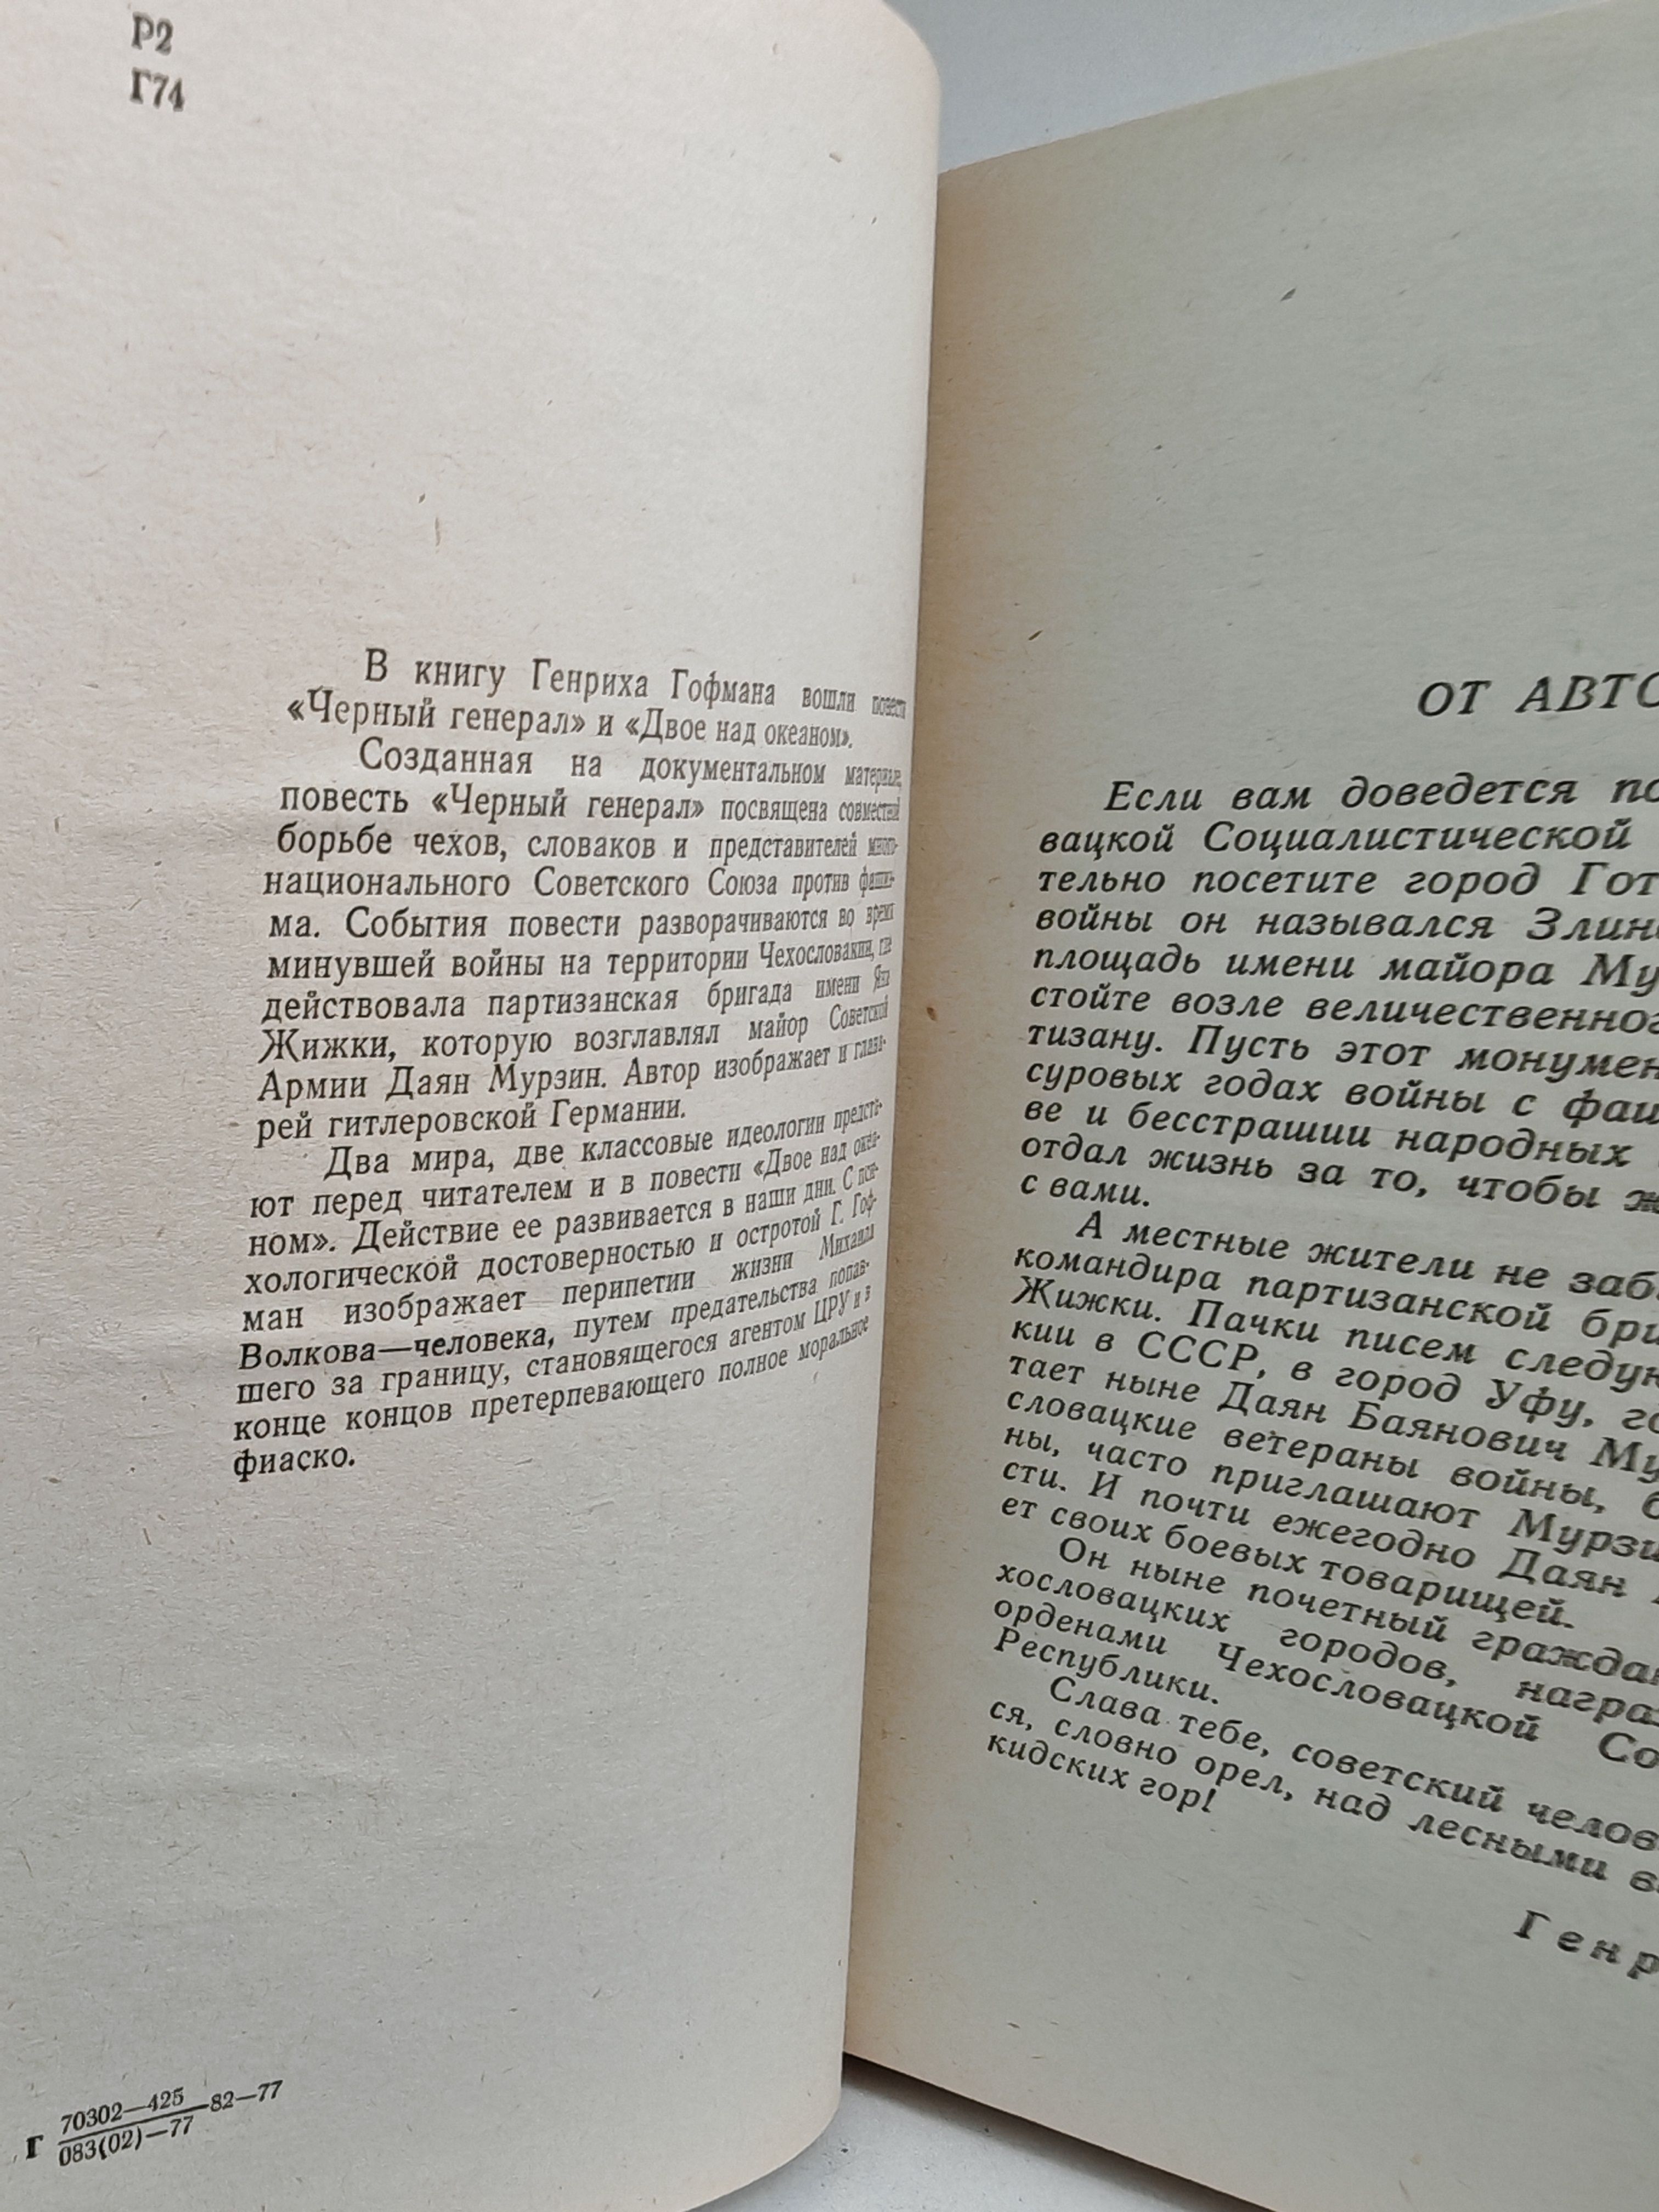 Р2
Г74
В книгу Генриха Гофмана вошли повести
«Черный генерал» и «Двое над океаном».
Созданная на документальном материале,
повесть «Черный генерал» посвящена совместной
борьбе чехов, словаков и представителей много-
национального Советского Союза против фашиз-
ма. События повести разворачиваются во время
минувшей войны на территории Чехословакии, где
действовала партизанская бригада имени Яна
Жижки, которую возглавлял майор Советской
Армии Даян Мурзин. Автор изображает и глава-
рей гитлеровской Германии.
Два мира, две классовые идеологии предста-
ют перед читателем и в повести «Двое над океа-
ном». Действие ее развивается в наши дни. С пси-
хологической достоверностью и остротой Г. Гоф-
ман изображает перипетии жизни Михаила
Волкова—человека, путем предательства попав-
шего за границу, становящегося агентом ЦРУ и в
конце концов претерпевающего полное моральное
фиаско.
Г 70302—425 82—77
083(02)—77
ОТ АВТО
Если вам доведется по
вацкой Социалистической
тельно посетите город Гот
войны он назывался Злин
площадь имени майора Му
стойте возле величественног
тизану. Пусть этот монумен
суровых годах войны с фаш
ве и бесстрашии народных
отдал жизнь за то, чтобы ж
с вами.
А местные жители не заб
командира партизанской бри
Жижки. Пачки писем следу
кии в СССР, в город Уфу, г
тает ныне Даян Баянович Му
словацкие ветераны войны, б
ны, часто приглашают Мурзи
сти. И почти ежегодно Даян
ет своих боевых товарищей.
Он ныне почетный граждан
хословацких городов, награ
орденами Чехословацкой Со
Республики.
Слава тебе, советский челов
ся, словно орел, над лесными в
кидских гор!
Генр